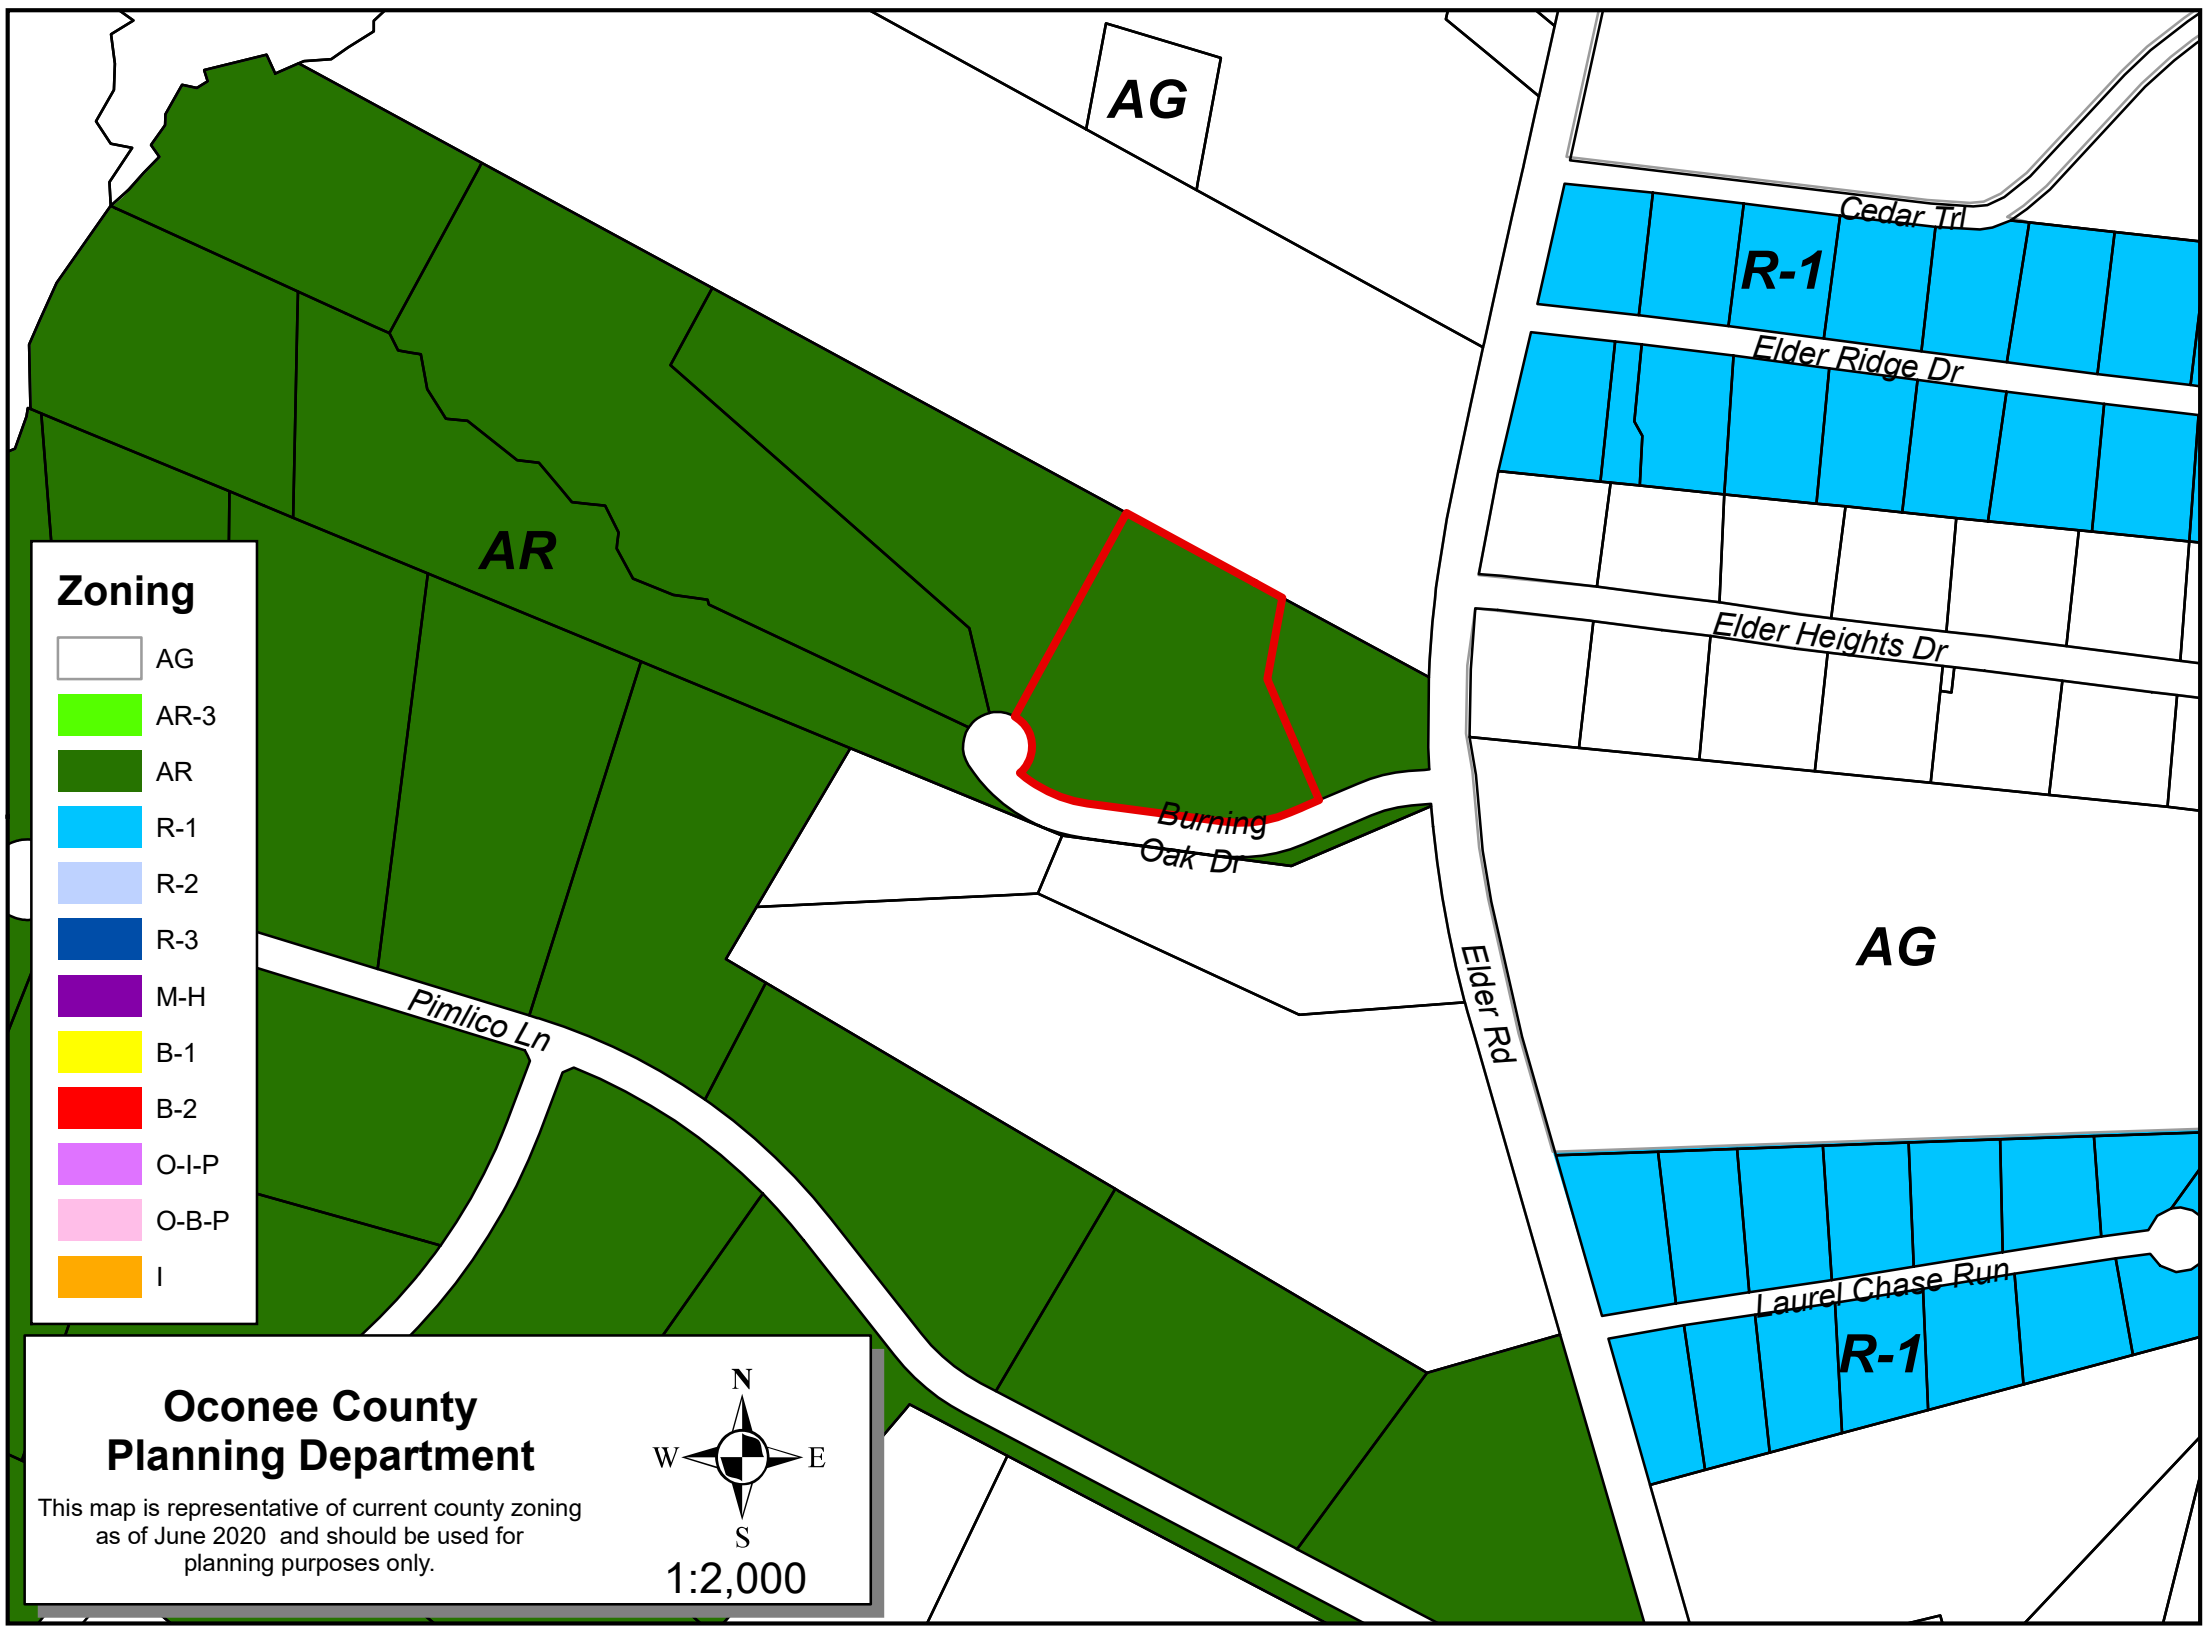 AG
Cedar Trl
R-1
Elder Ridge Dr
AR
Elder Heights Dr
Burning
Oak Dr
AG
Elder Rd
Pimlico Ln
Laurel Chase Run
R-1
Zoning
AG
AR-3
AR
R-1
R-2
R-3
M-H
B-1
B-2
O-I-P
O-B-P
I
Oconee County
Planning Department
This map is representative of current county zoning
as of June 2020 and should be used for
planning purposes only.
N
W
E
S
1:2,000